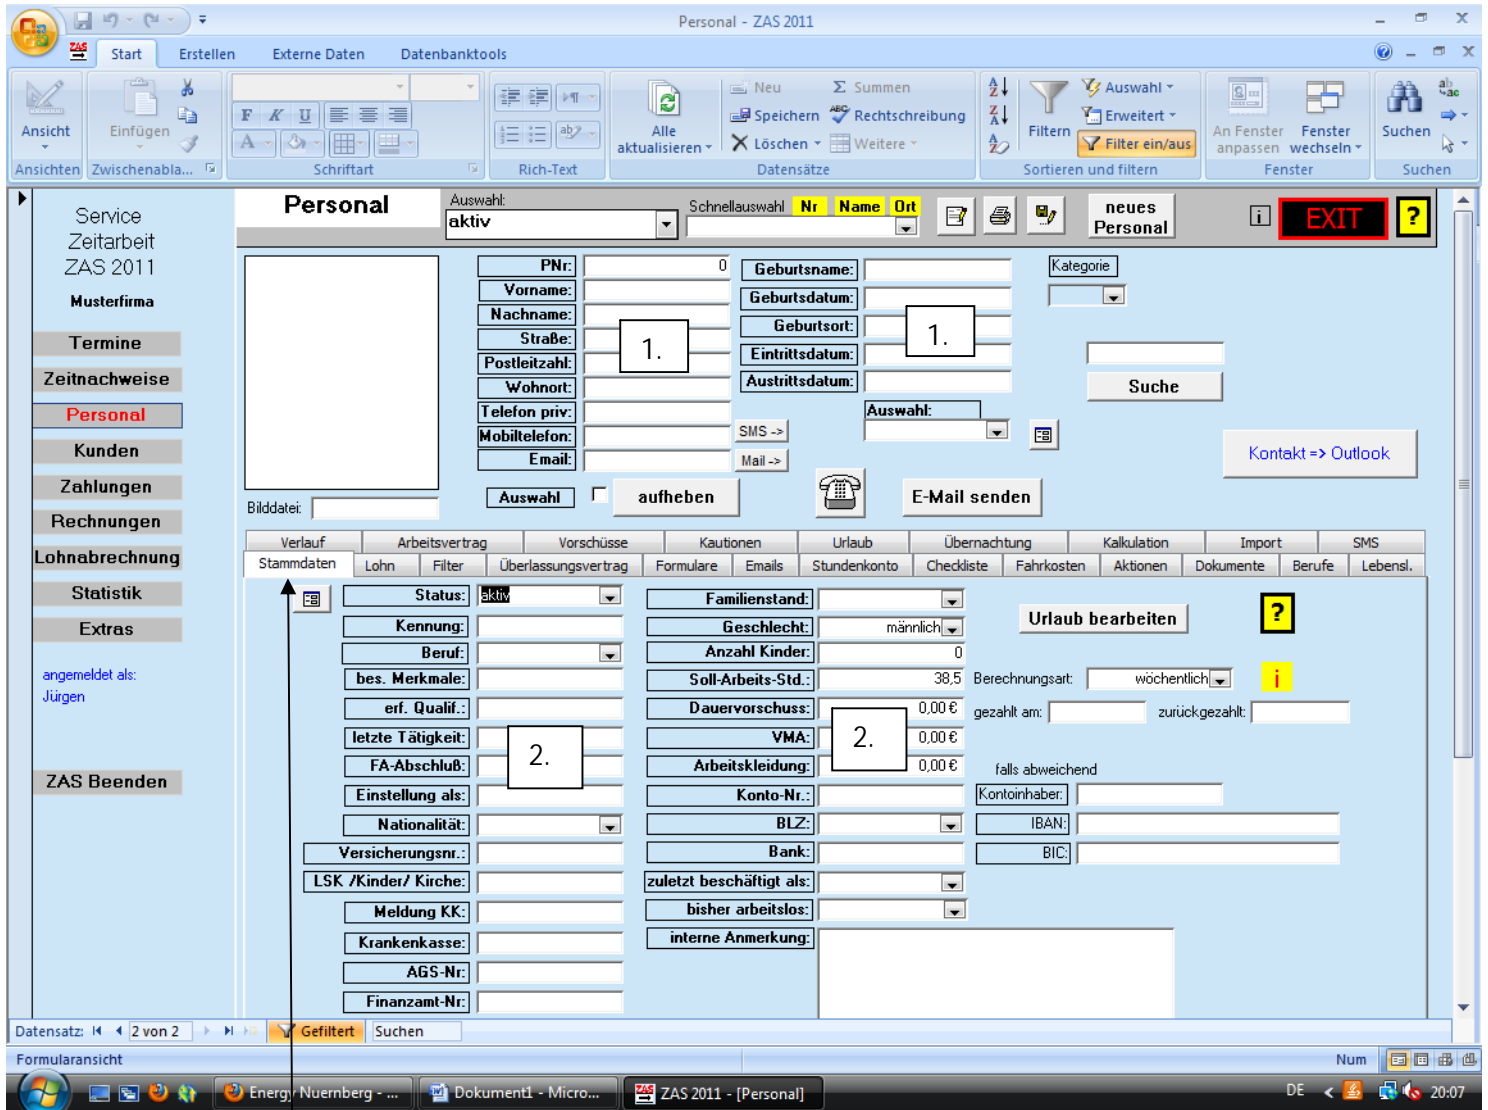 Personal - ZAS 2011
ZAS
Start Erstellen Externe Daten Datenbanktools
Ansicht
Einfügen
F K U
A
Alle
aktualisieren
Neu
Speichern
Löschen
Σ Summen
ABC Rechtschreibung
Weitere
Filtern
Auswahl
Erweitert
Filter ein/aus
An Fenster
anpassen
Fenster
wechseln
Suchen
Ansichten Zwischenabla... Schriftart Rich-Text Datensätze Sortieren und filtern Fenster Suchen
Service
Zeitarbeit
ZAS 2011
Musterfirma
Termine
Zeitnachweise
Personal
Kunden
Zahlungen
Rechnungen
Lohnabrechnung
Statistik
Extras
angemeldet als:
Jürgen
ZAS Beenden
Personal
Auswahl:
aktiv
Schnellauswahl Nr Name Ort
neues
Personal
i
EXIT
?
Bilddatei:
PNr: 0
Vorname:
Nachname:
Straße:
Postleitzahl:
Wohnort:
Telefon priv:
Mobiltelefon:
Email:
1.
SMS ->
Mail ->
Geburtsname:
Geburtsdatum:
Geburtsort:
Eintrittsdatum:
Austrittsdatum:
1.
Auswahl:
Kategorie
Suche
Kontakt => Outlook
Auswahl
aufheben
E-Mail senden
Verlauf Arbeitsvertrag Vorschüsse Kautionen Urlaub Übernachtung Kalkulation Import SMS
Stammdaten Lohn Filter Überlassungsvertrag Formulare Emails Stundenkonto Checkliste Fahrkosten Aktionen Dokumente Berufe Lebensl.
Status: aktiv
Kennung:
Beruf:
bes. Merkmale:
erf. Qualif.:
letzte Tätigkeit:
FA-Abschluß:
Einstellung als:
Nationalität:
Versicherungsnr.:
LSK /Kinder/ Kirche:
Meldung KK:
Krankenkasse:
AGS-Nr:
Finanzamt-Nr:
2.
Familienstand:
Geschlecht: männlich
Anzahl Kinder: 0
Soll-Arbeits-Std.: 38,5
Dauervorschuss: 0,00 €
VMA: 0,00 €
Arbeitskleidung: 0,00 €
Konto-Nr.:
BLZ:
Bank:
zuletzt beschäftigt als:
bisher arbeitslos:
interne Anmerkung:
2.
Urlaub bearbeiten
?
Berechnungsart: wöchentlich
i
gezahlt am: zurückgezahlt:
falls abweichend
Kontoinhaber:
IBAN:
BIC:
Datensatz: 2 von 2 Gefiltert Suchen
Formularansicht Num
Energy Nuernberg - ... Dokument1 - Micro... ZAS 2011 - [Personal] DE < 20:07